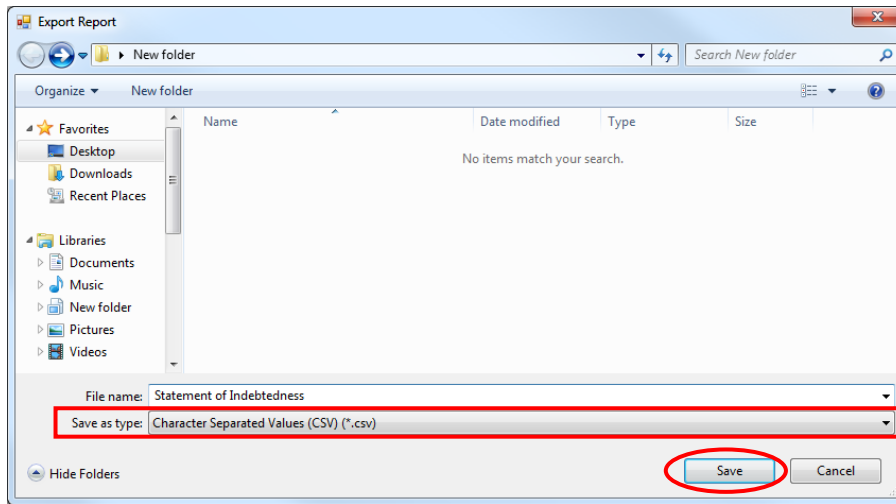 Export Report
New folder
Search New folder
Organize
New folder
Favorites
Desktop
Downloads
Recent Places
Libraries
Documents
Music
New folder
Pictures
Videos
Name
Date modified
Type
Size
No items match your search.
File name: Statement of Indebtedness
Save as type: Character Separated Values (CSV) (*.csv)
Hide Folders
Save
Cancel